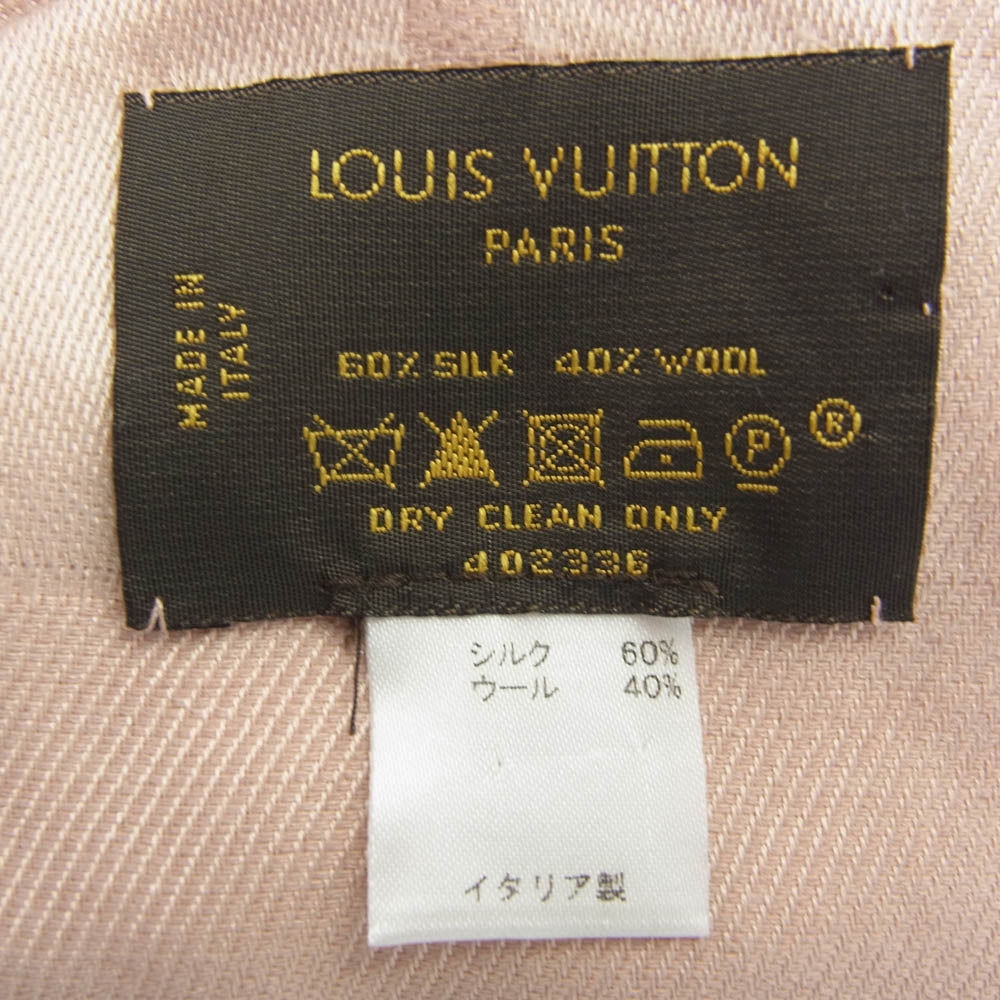 LOUIS VUITTON
PARIS
MADE IN
ITALY
60% SILK 40% WOOL
P
®
DRY CLEAN ONLY
402336
シルク 60%
ウール 40%
イタリア製